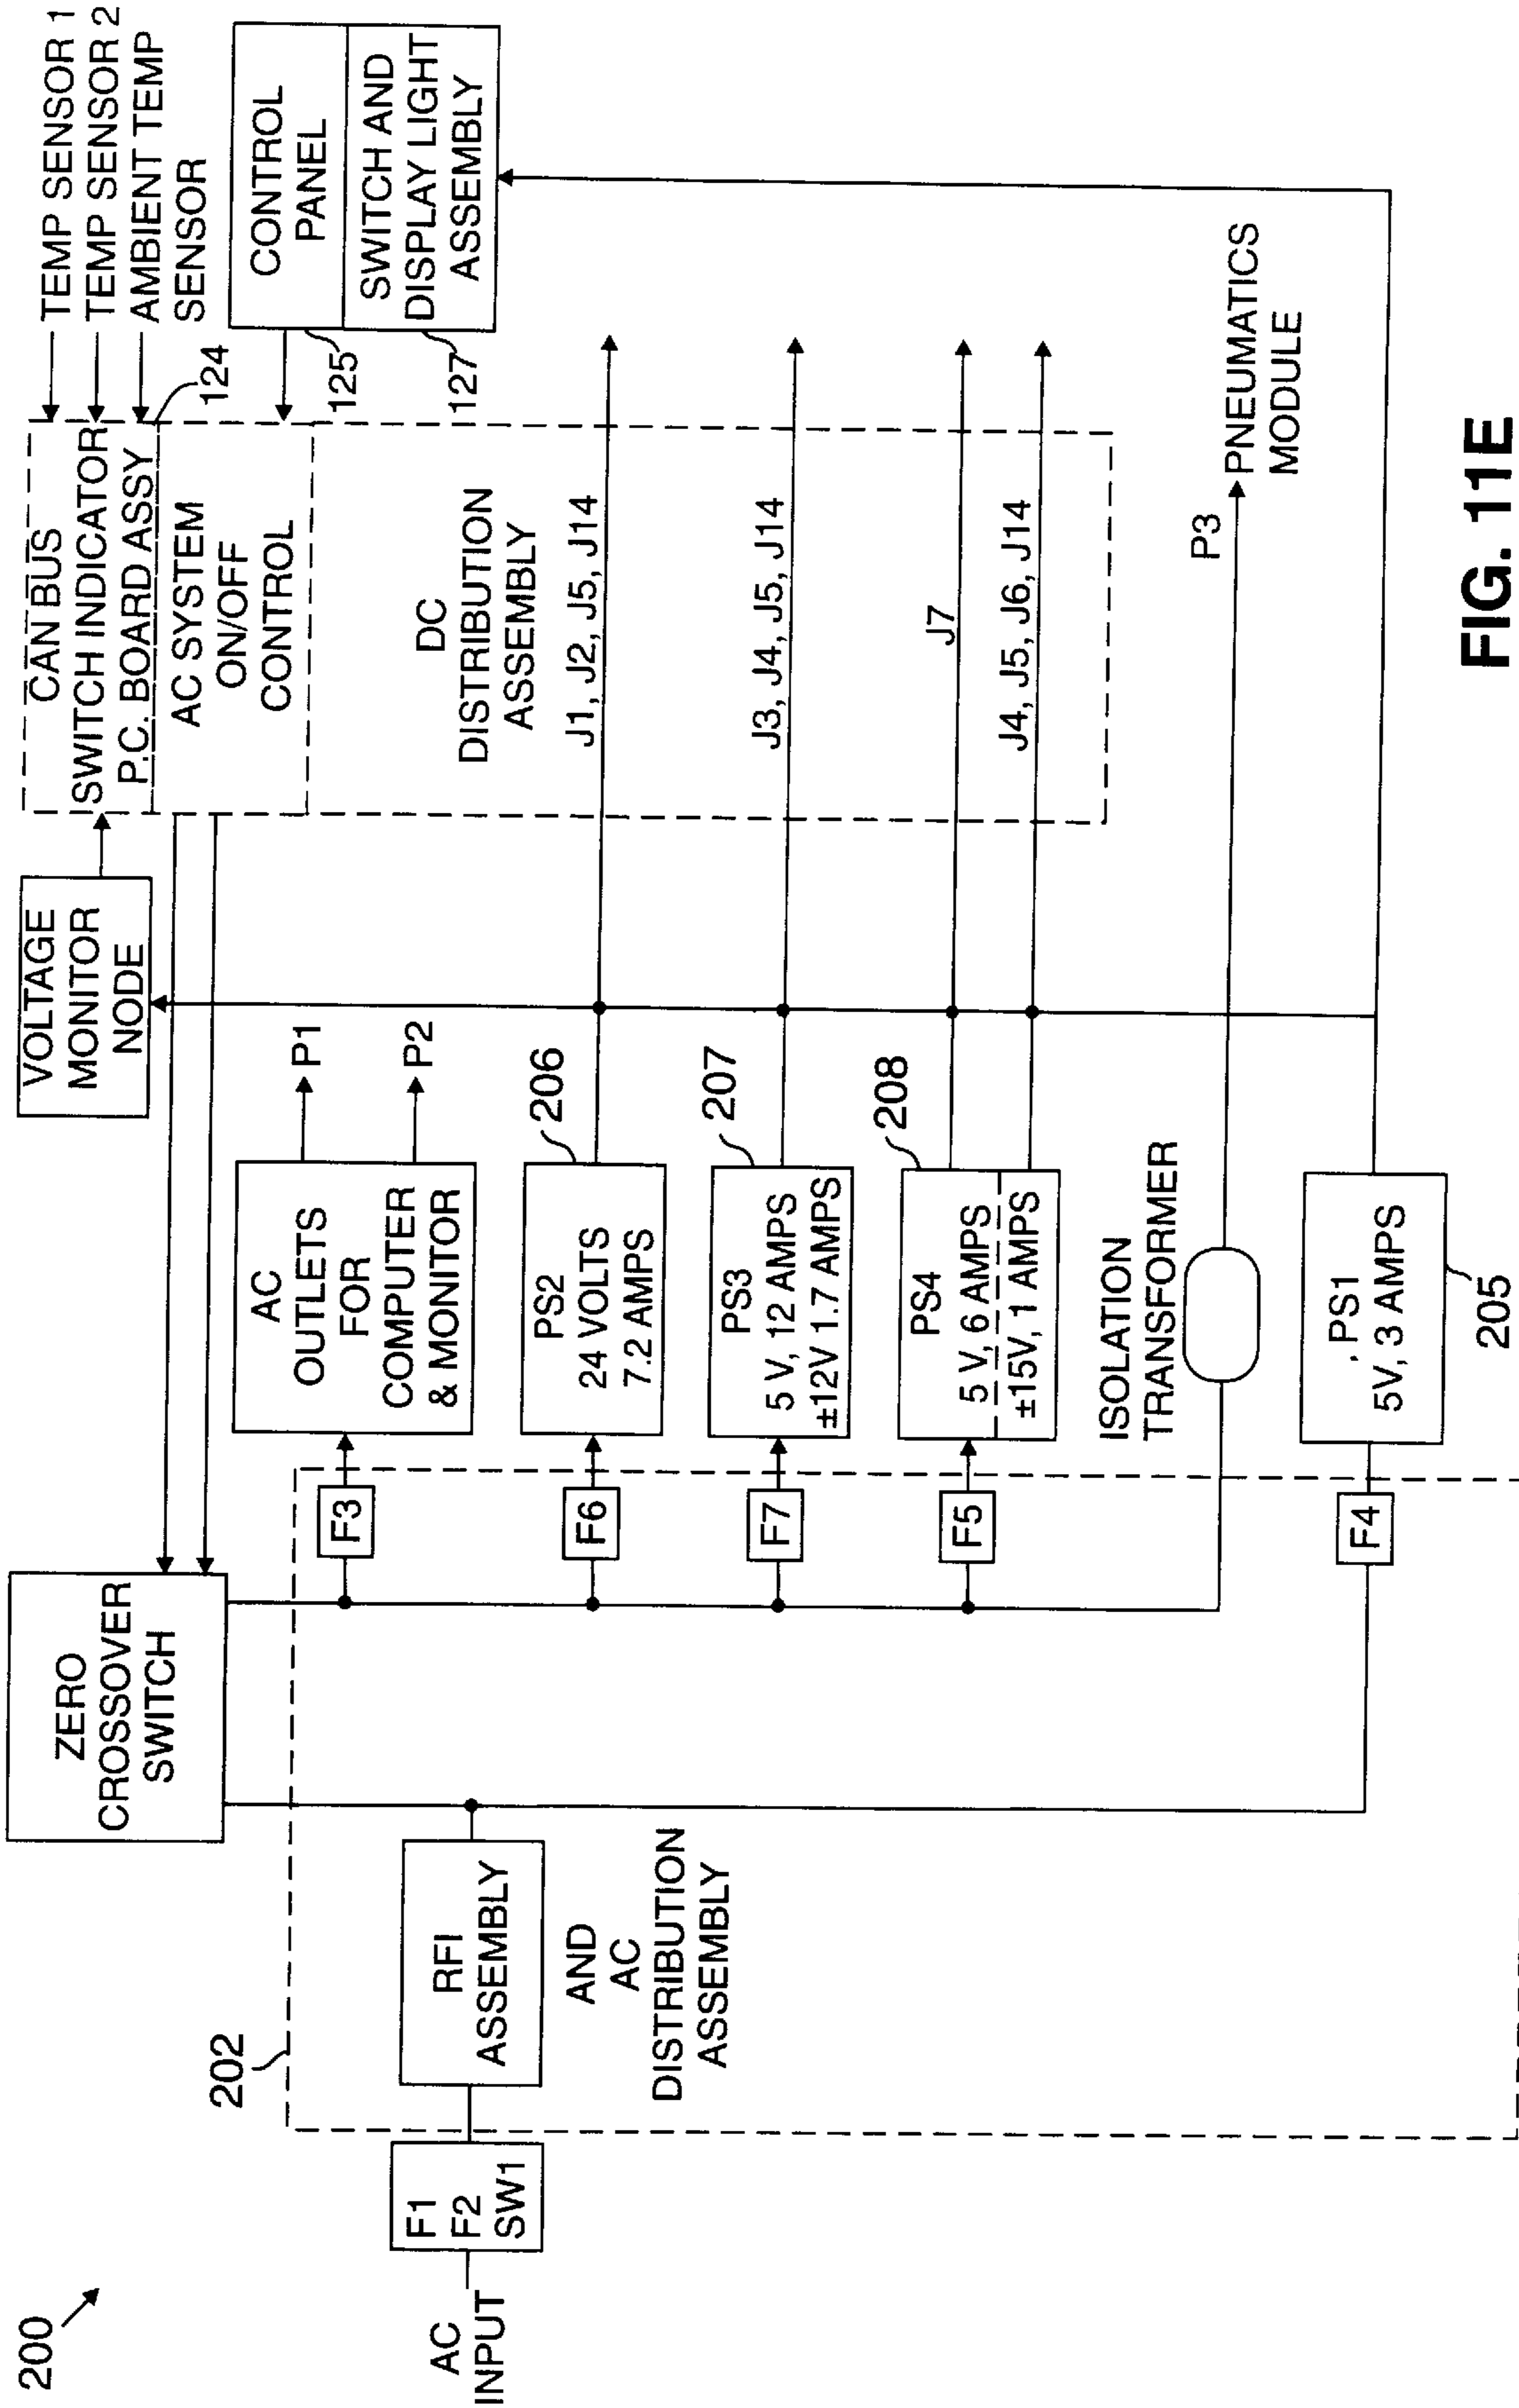 200
AC
INPUT
F1
F2
SW1
202
RFI
ASSEMBLY
AND
AC
DISTRIBUTION
ASSEMBLY
ZERO
CROSSOVER
SWITCH
F3
F6
F7
F5
F4
AC
OUTLETS
FOR
COMPUTER
& MONITOR
P1
P2
PS2
24 VOLTS
7.2 AMPS
206
PS3
5 V, 12 AMPS
±12V 1.7 AMPS
207
PS4
5 V, 6 AMPS
±15V, 1 AMPS
208
ISOLATION
TRANSFORMER
PS1
5V, 3 AMPS
205
VOLTAGE
MONITOR
NODE
CAN BUS
SWITCH INDICATOR
P.C. BOARD ASSY
AC SYSTEM
ON/OFF
CONTROL
124
DC
DISTRIBUTION
ASSEMBLY
J1, J2, J5, J14
J3, J4, J5, J14
J7
J4, J5, J6, J14
P3
PNEUMATICS
MODULE
TEMP SENSOR 1
TEMP SENSOR 2
AMBIENT TEMP
SENSOR
CONTROL
PANEL
125
SWITCH AND
DISPLAY LIGHT
ASSEMBLY
127
FIG. 11E